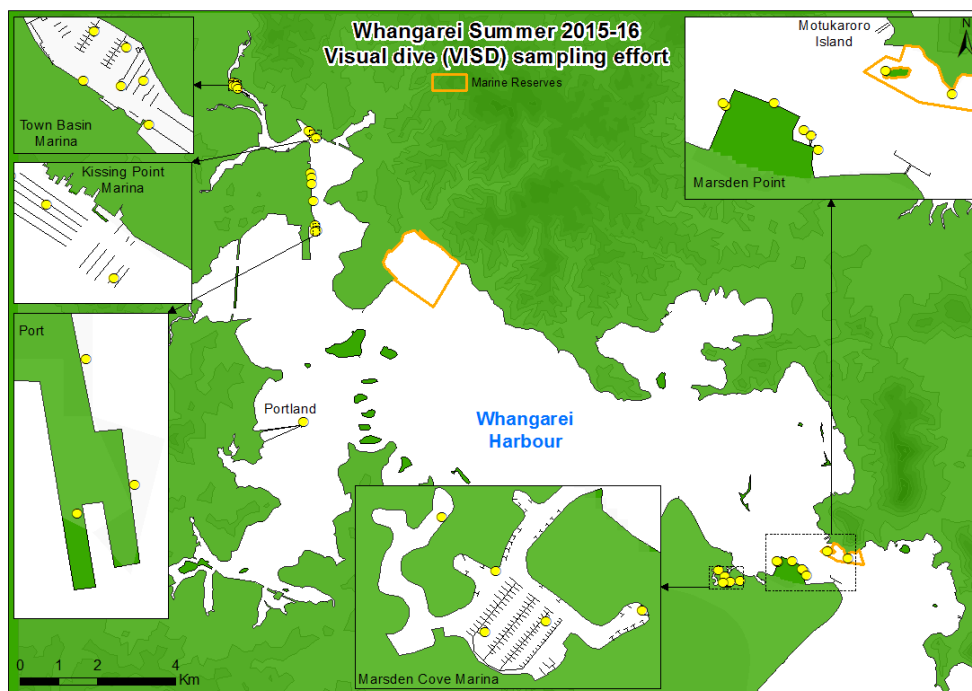 Whangarei Summer 2015-16
Visual dive (VISD) sampling effort
Marine Reserves
Town Basin
Marina
Kissing Point
Marina
Port
Portland
Whangarei
Harbour
Motukaroro
Island
N
Marsden Point
Marsden Cove Marina
0 1 2 4
Km